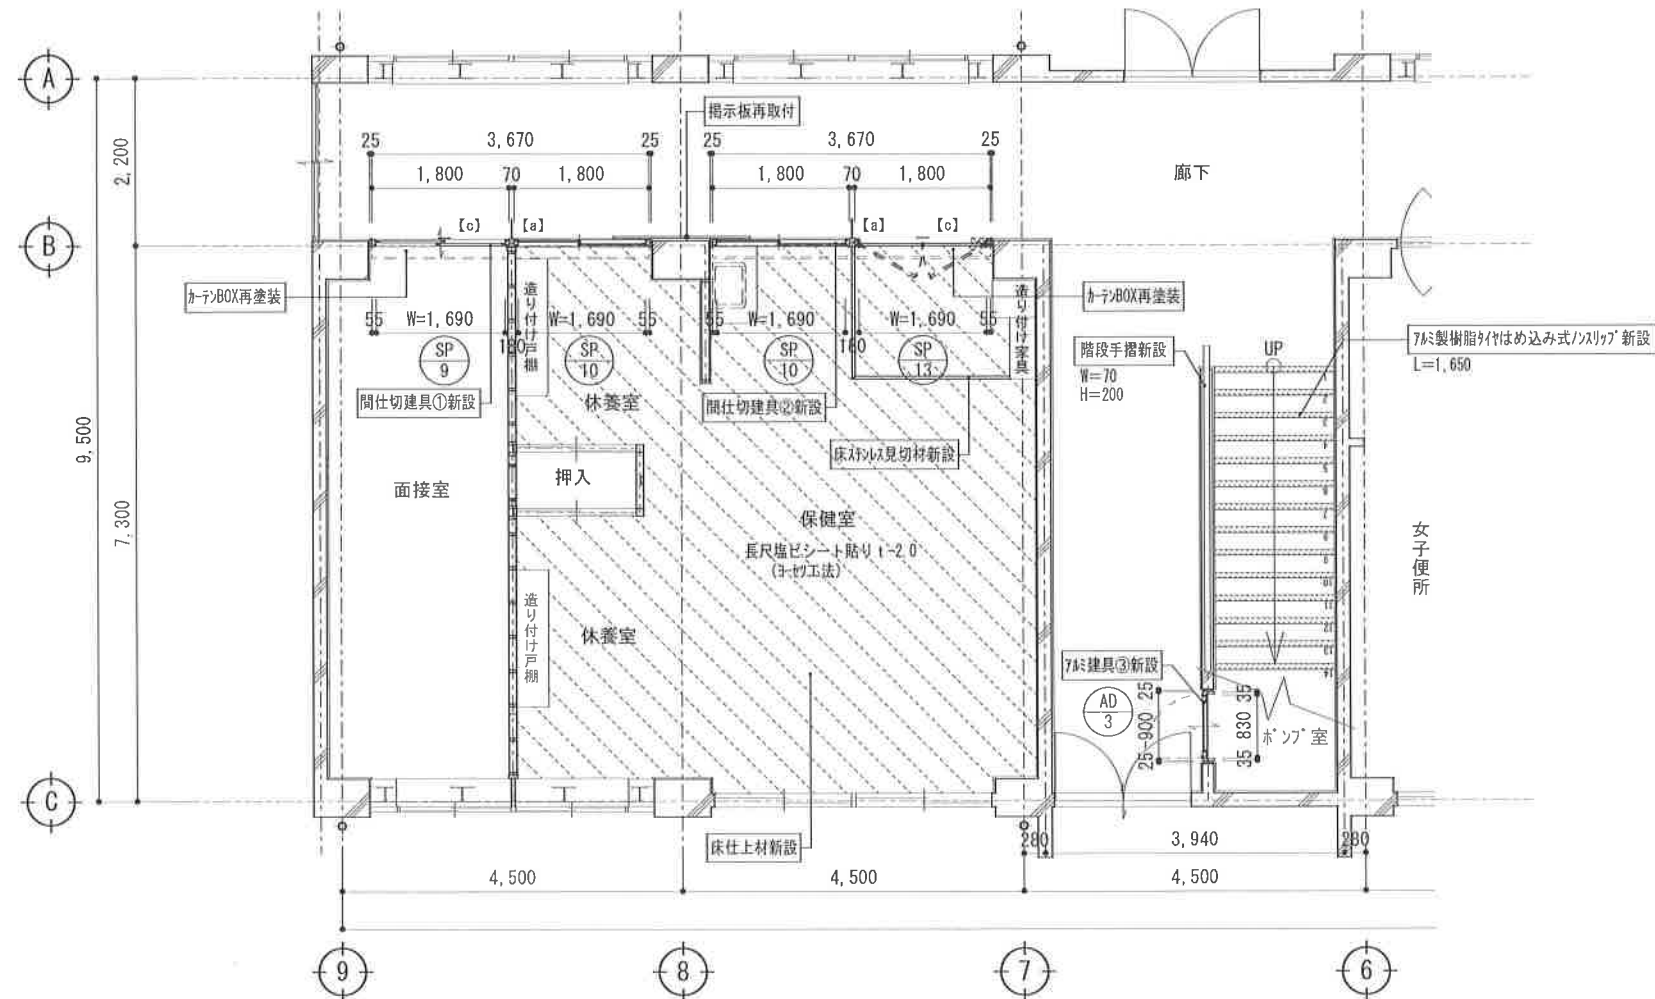 A
掲示板再取付
25
3,670
25
25
3,670
25
2,200
1,800
70
1,800
1,800
70
1,800
廊下
【c】
【a】
【a】
【c】
B
カーテンBOX再塗装
造り付け戸棚
造り付け家具
カーテンBOX再塗装
55
W=1,690
180
W=1,690
55
55
W=1,690
180
W=1,690
55
SP
9
SP
10
SP
10
SP
13
階段手摺新設
W=70
H=200
UP
アルミ製樹脂タイヤはめ込み式ノンスリップ新設
L=1,650
間仕切建具①新設
休養室
間仕切建具②新設
9,500
床ステンレス見切材新設
面接室
押入
7,300
保健室
長尺塩ビシート貼り t-2.0
(ヨーセツ工法)
女子便所
造り付け戸棚
休養室
アルミ建具③新設
AD
3
25
900
25
35
830
35
ポンプ室
C
床仕上材新設
280
3,940
280
4,500
4,500
4,500
9
8
7
6